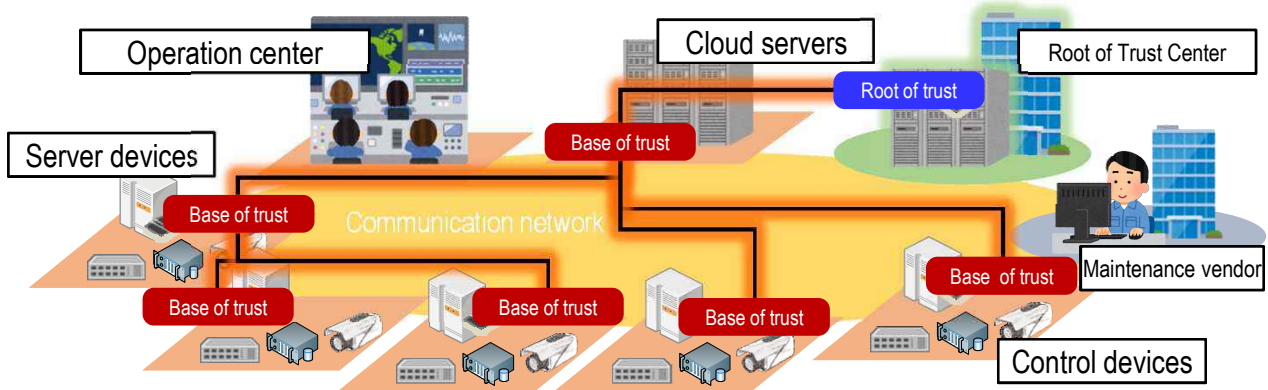 Operation center
Cloud servers
Root of Trust Center
Root of trust
Base of trust
Server devices
Base of trust
Communication network
Maintenance vendor
Base of trust
Base of trust
Base of trust
Base of trust
Control devices